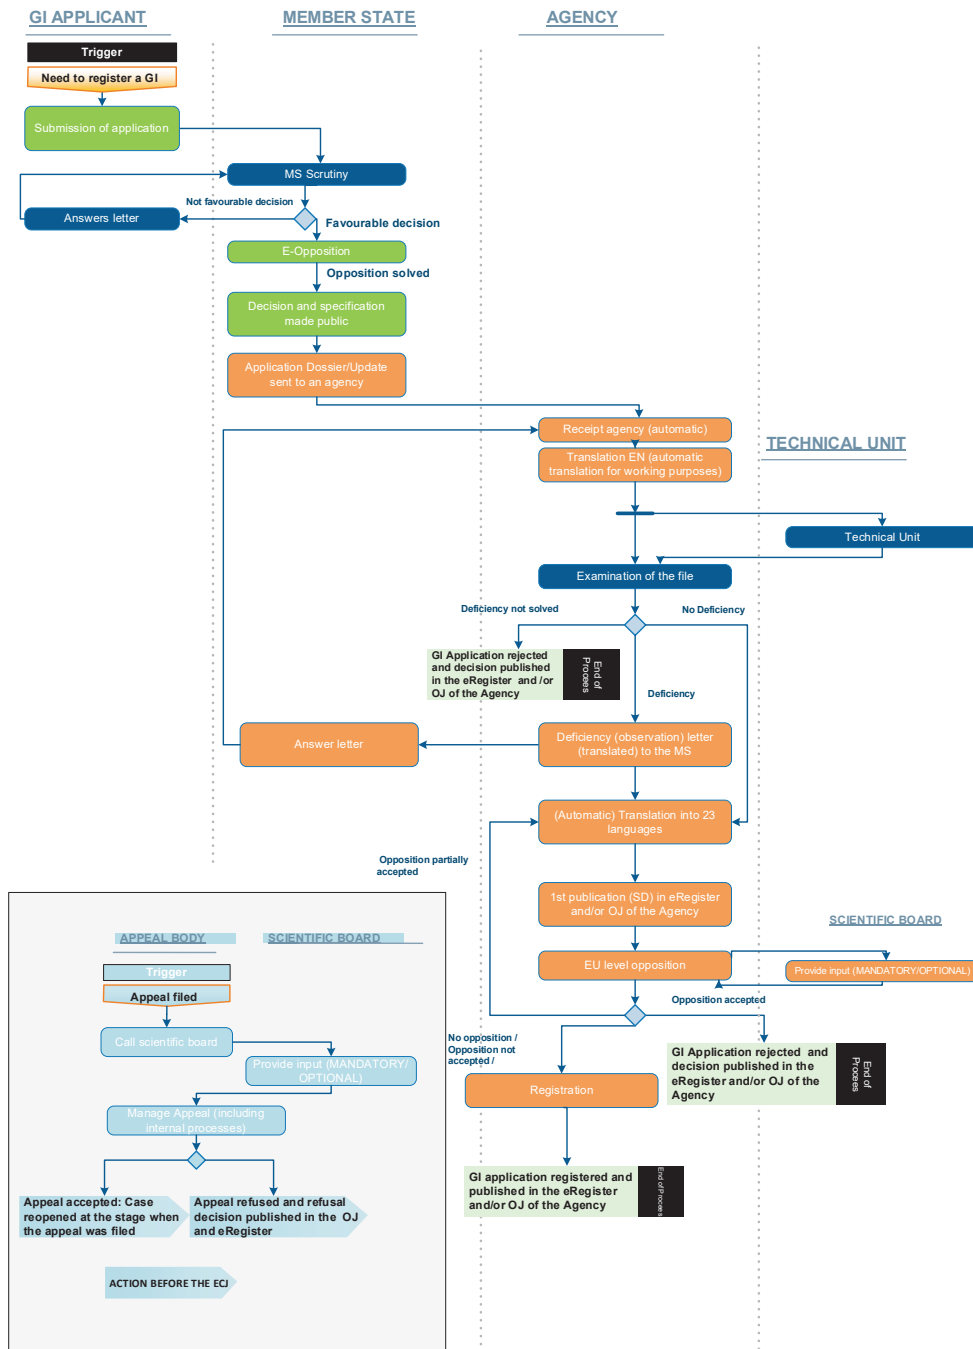 GI APPLICANT
MEMBER STATE
AGENCY
Trigger
Need to register a GI
Submission of application
MS Scrutiny
Not favourable decision
Answers letter
Favourable decision
E-Opposition
Opposition solved
Decision and specification
made public
Application Dossier/Update
sent to an agency
Receipt agency (automatic)
TECHNICAL UNIT
Translation EN (automatic
translation for working purposes)
Technical Unit
Examination of the file
Deficiency not solved
No Deficiency
GI Application rejected
and decision published
in the eRegister and /or
OJ of the Agency
End of
Procees
Deficiency
Answer letter
Deficiency (observation) letter
(translated) to the MS
(Automatic) Translation into 23
languages
Opposition partially
accepted
1st publication (SD) in eRegister
and/or OJ of the Agency
SCIENTIFIC BOARD
EU level opposition
Provide input (MANDATORY/OPTIONAL)
Opposition accepted
No opposition /
Opposition not
accepted /
GI Application rejected and
decision published in the
eRegister and/or OJ of the
Agency
End of
Procees
Registration
GI application registered and
published in the eRegister
and/or OJ of the Agency
End of Procees
APPEAL BODY
SCIENTIFIC BOARD
Trigger
Appeal filed
Call scientific board
Provide input (MANDATORY/
OPTIONAL)
Manage Appeal (including
internal processes)
Appeal accepted: Case
reopened at the stage when
the appeal was filed
Appeal refused and refusal
decision published in the OJ
and eRegister
ACTION BEFORE THE ECJ